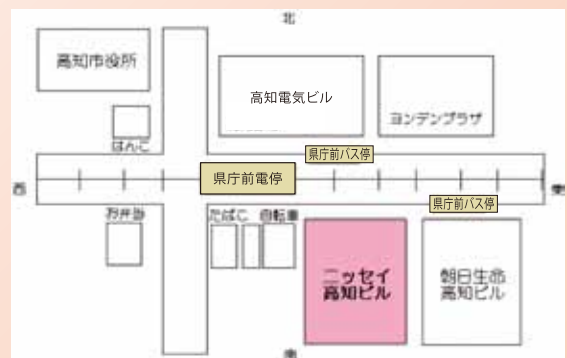 北
高知市役所
高知電気ビル
ヨンデンプラザ
はんこ
県庁前バス停
西
県庁前電停
東
県庁前バス停
お弁当
たばこ
自転車
ニッセイ
高知ビル
朝日生命
高知ビル
南